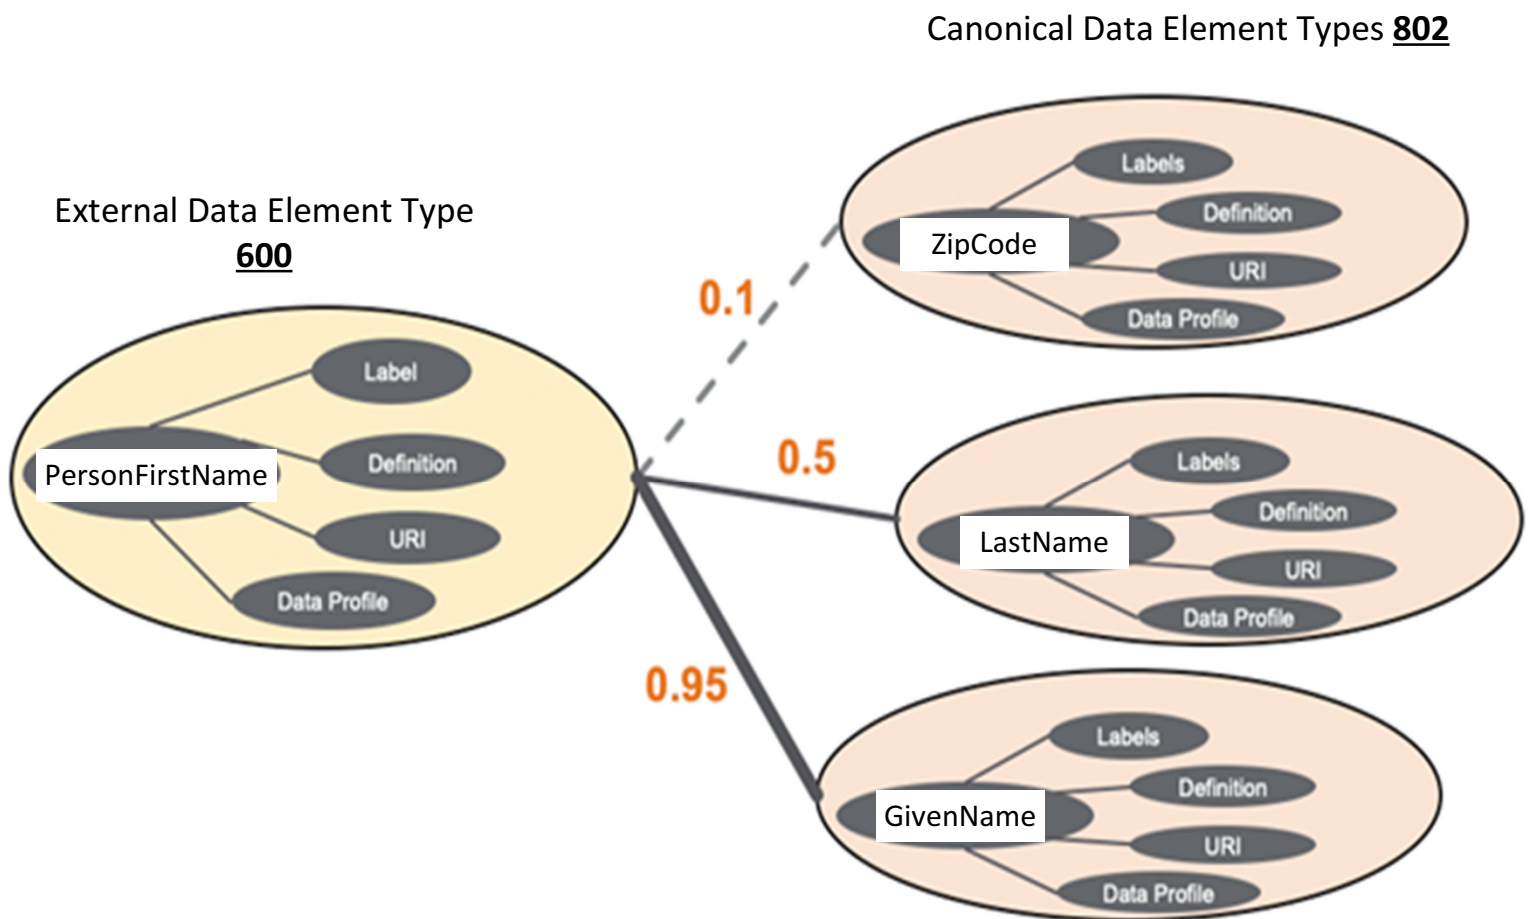 Canonical Data Element Types 802
External Data Element Type
600
PersonFirstName
Label
Definition
URI
Data Profile
0.1
0.5
0.95
ZipCode
Labels
Definition
URI
Data Profile
LastName
Labels
Definition
URI
Data Profile
GivenName
Labels
Definition
URI
Data Profile